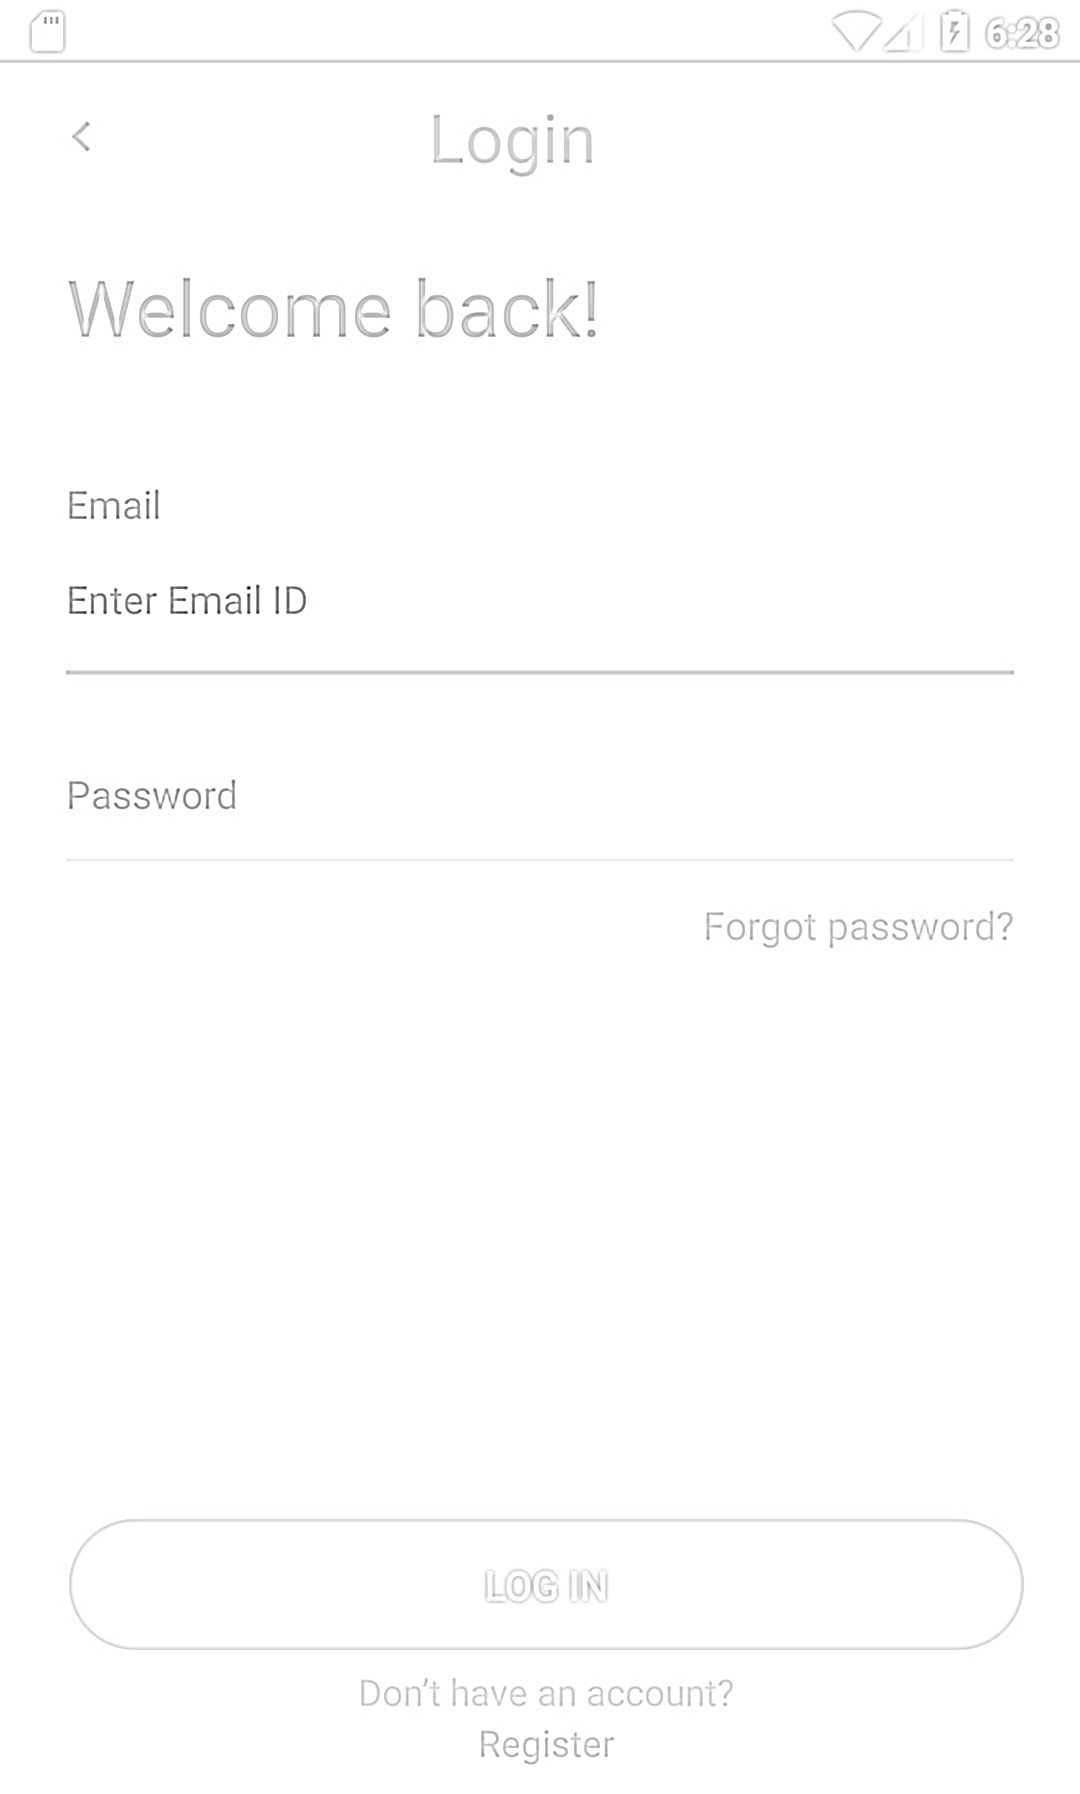 6:28
Login
Welcome back!
Email
Enter Email ID
Password
Forgot password?
LOG IN
Don’t have an account?
Register